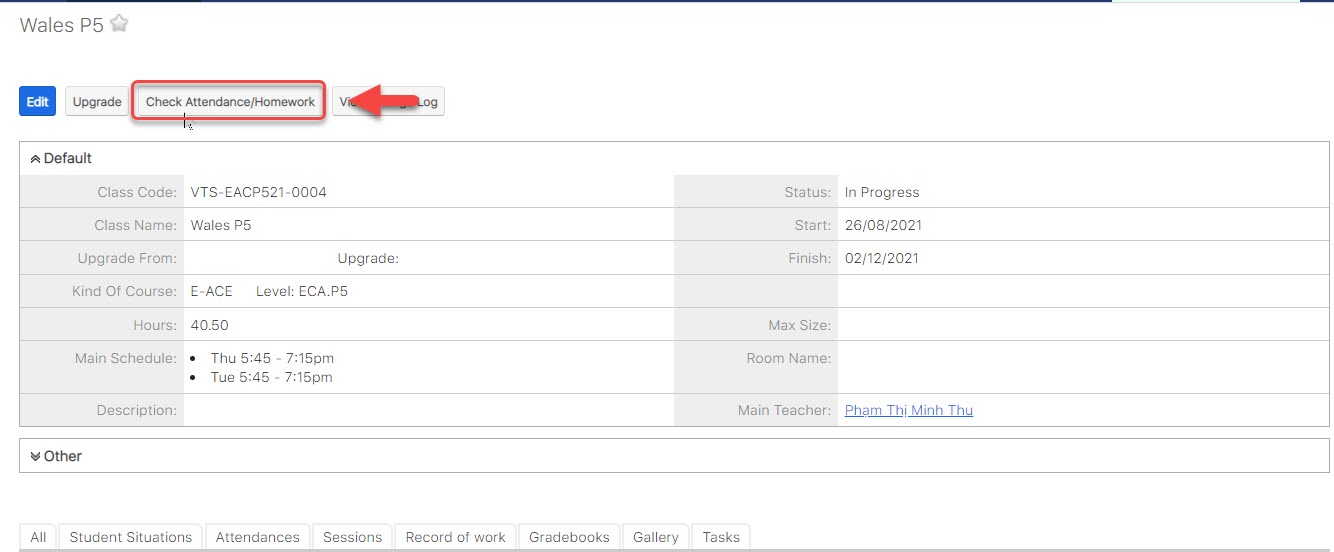 Wales P5
Edit Upgrade Check Attendance/Homework Log
Default
Class Code: VTS-EACP521-0004 Status: In Progress
Class Name: Wales P5 Start: 26/08/2021
Upgrade From: Upgrade: Finish: 02/12/2021
Kind Of Course: E-ACE Level: ECA.P5
Hours: 40.50 Max Size:
Main Schedule: • Thu 5:45 - 7:15pm Room Name:
• Tue 5:45 - 7:15pm
Description: Main Teacher: Phạm Thị Minh Thu
Other
All Student Situations Attendances Sessions Record of work Gradebooks Gallery Tasks